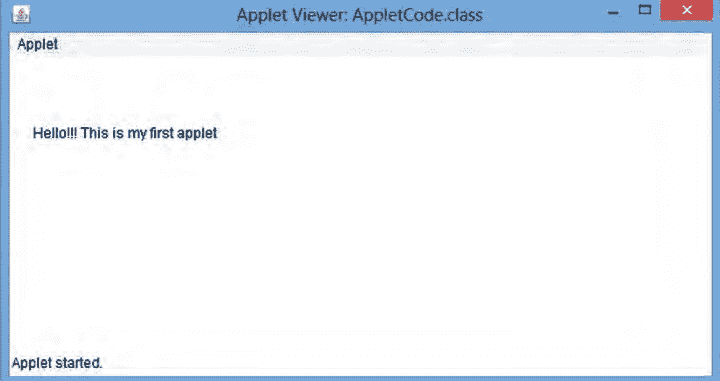 Applet Viewer: AppletCode.class
Applet
Hello!!! This is my first applet
Applet started.